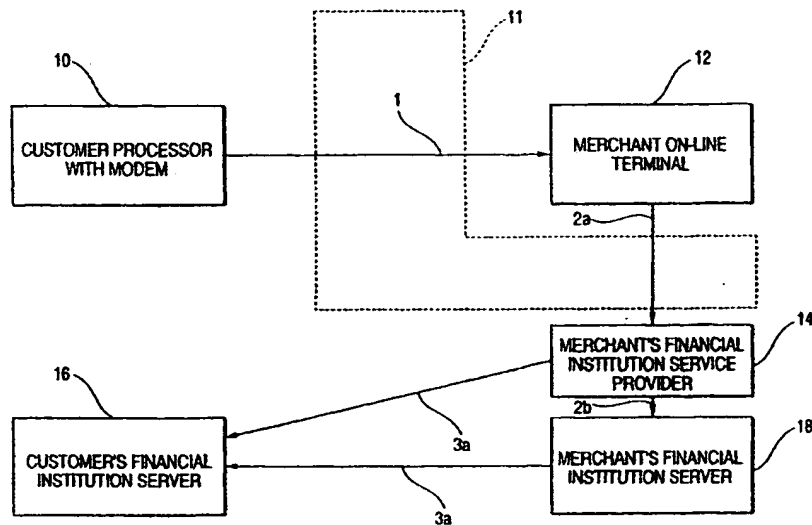 11
10
12
1
CUSTOMER PROCESSOR
WITH MODEM
MERCHANT ON-LINE
TERMINAL
2a
14
MERCHANT'S FINANCIAL
INSTITUTION SERVICE
PROVIDER
16
3a
2b
18
CUSTOMER'S FINANCIAL
INSTITUTION SERVER
MERCHANT'S FINANCIAL
INSTITUTION SERVER
3a